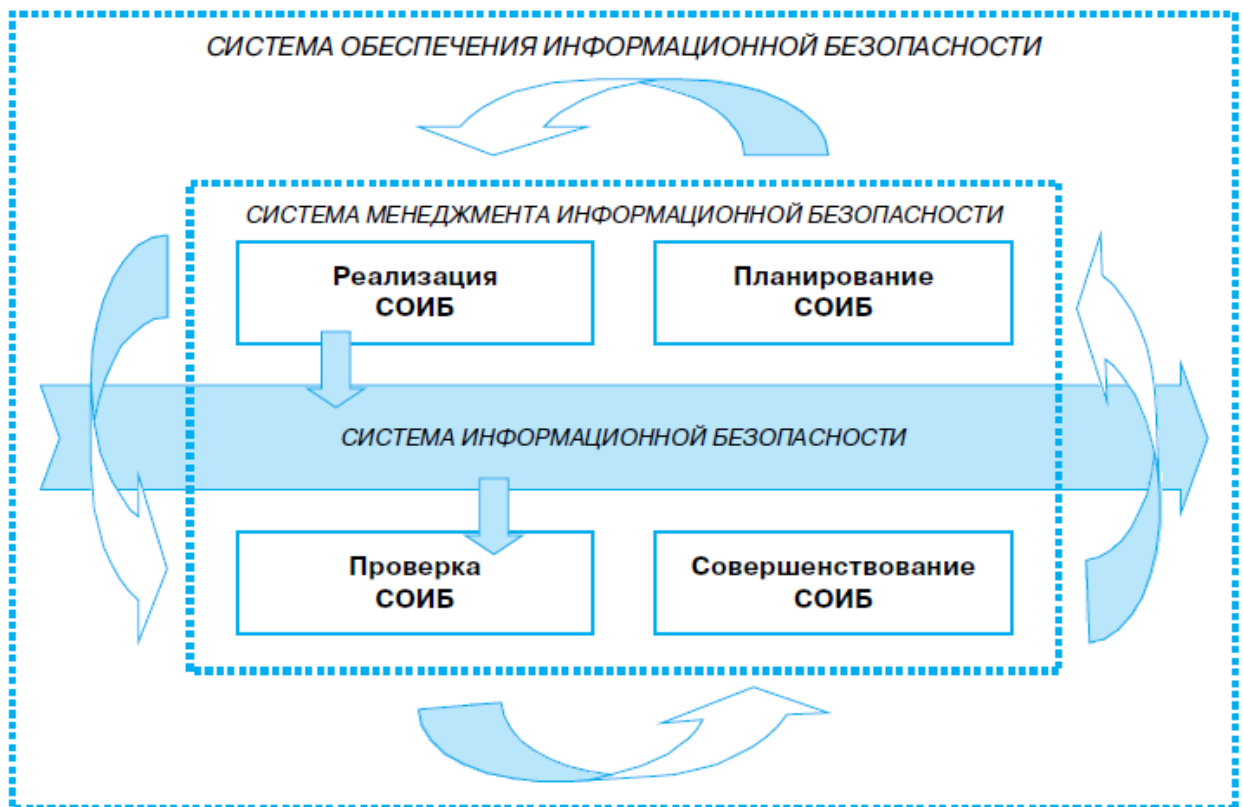 СИСТЕМА ОБЕСПЕЧЕНИЯ ИНФОРМАЦИОННОЙ БЕЗОПАСНОСТИ
СИСТЕМА МЕНЕДЖМЕНТА ИНФОРМАЦИОННОЙ БЕЗОПАСНОСТИ
Реализация
СОИБ
Планирование
СОИБ
СИСТЕМА ИНФОРМАЦИОННОЙ БЕЗОПАСНОСТИ
Проверка
СОИБ
Совершенствование
СОИБ